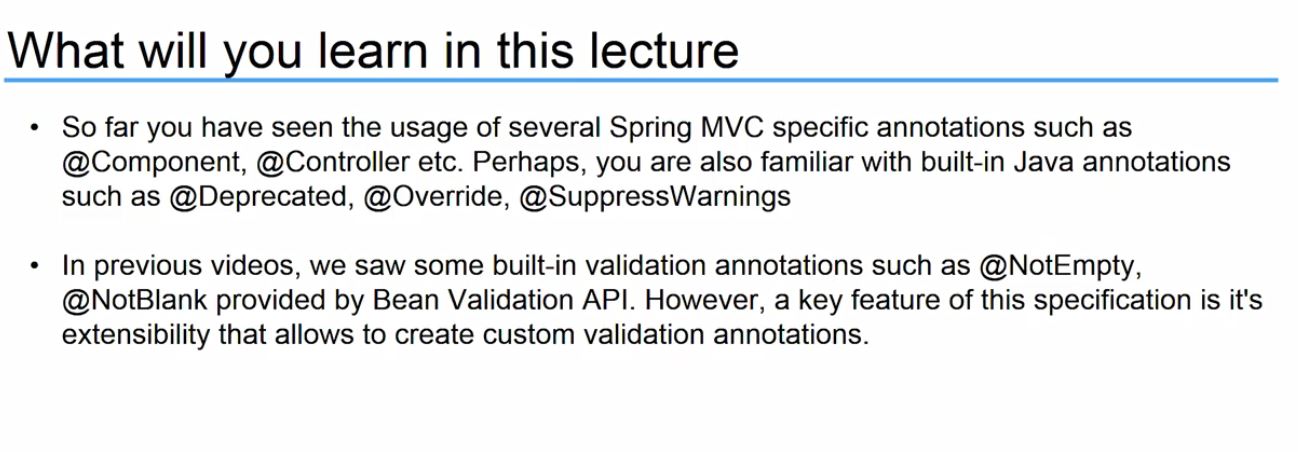 What will you learn in this lecture
• So far you have seen the usage of several Spring MVC specific annotations such as
@Component, @Controller etc. Perhaps, you are also familiar with built-in Java annotations
such as @Deprecated, @Override, @SuppressWarnings
• In previous videos, we saw some built-in validation annotations such as @NotEmpty,
@NotBlank provided by Bean Validation API. However, a key feature of this specification is it's
extensibility that allows to create custom validation annotations.